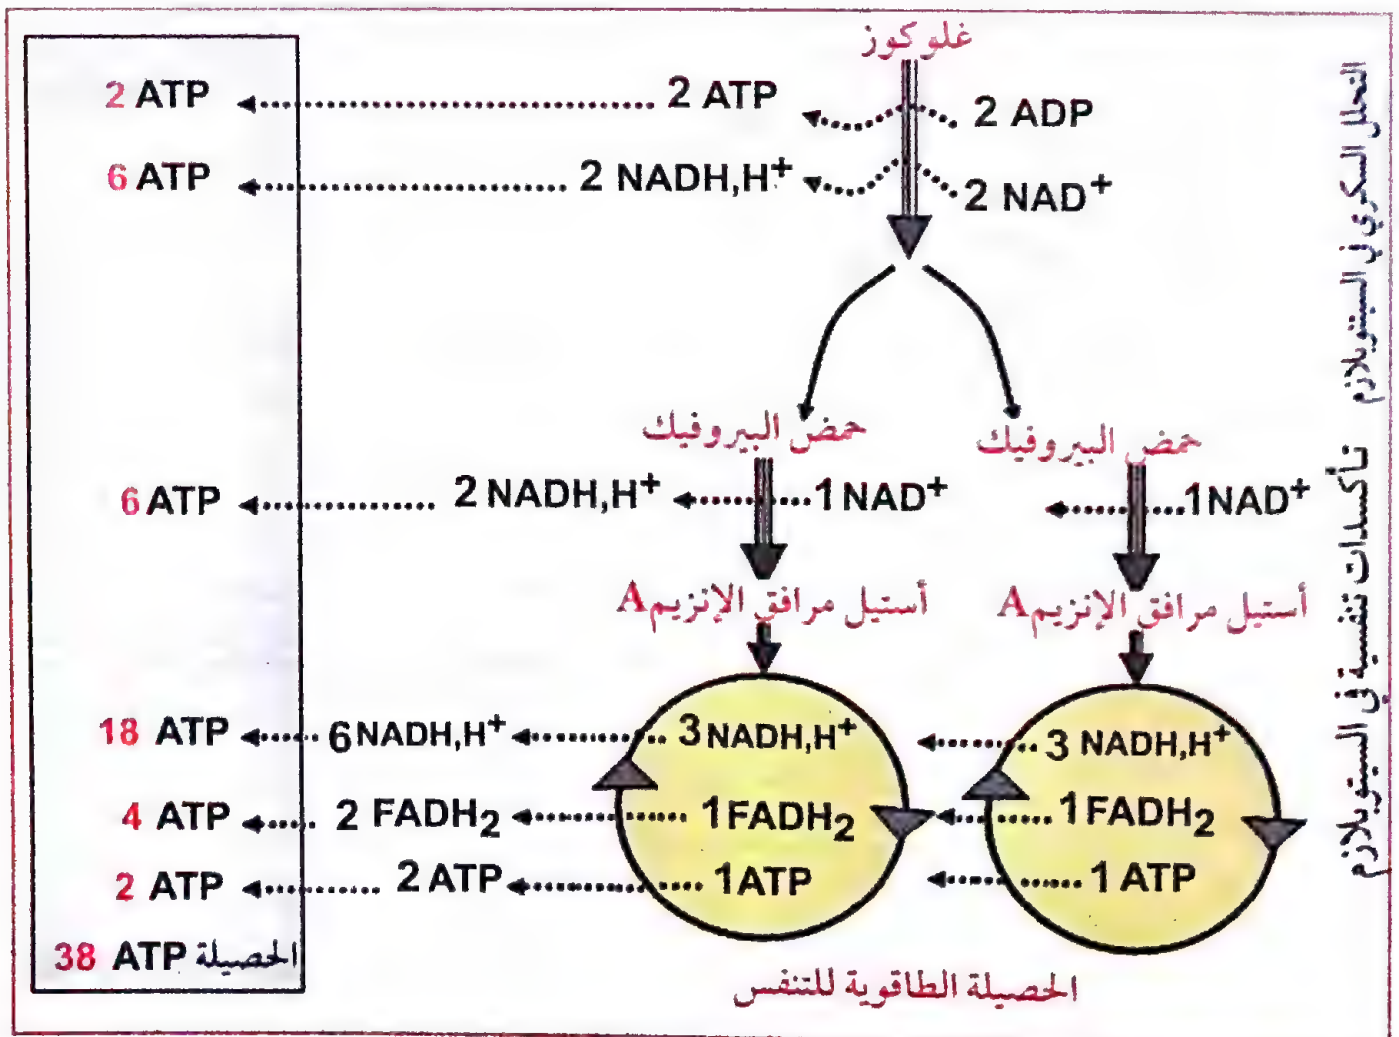 غلوكوز
2 ATP 2 ATP 2 ADP
6 ATP 2 NADH,H+ 2 NAD+
حمض البيروفيك حمض البيروفيك
6 ATP 2 NADH,H+ 1 NAD+ 1 NAD+
أستيل مرافق الإنزيم A أستيل مرافق الإنزيم A
18 ATP 6 NADH,H+ 3 NADH,H+ 3 NADH,H+
4 ATP 2 FADH2 1 FADH2 1 FADH2
2 ATP 2 ATP 1 ATP 1 ATP
الحصيلة 38 ATP
الحصيلة الطاقوية للتنفس
التحلل السكري في السيتوبلازم
تأكسدات تنفسية في السيتوبلازم